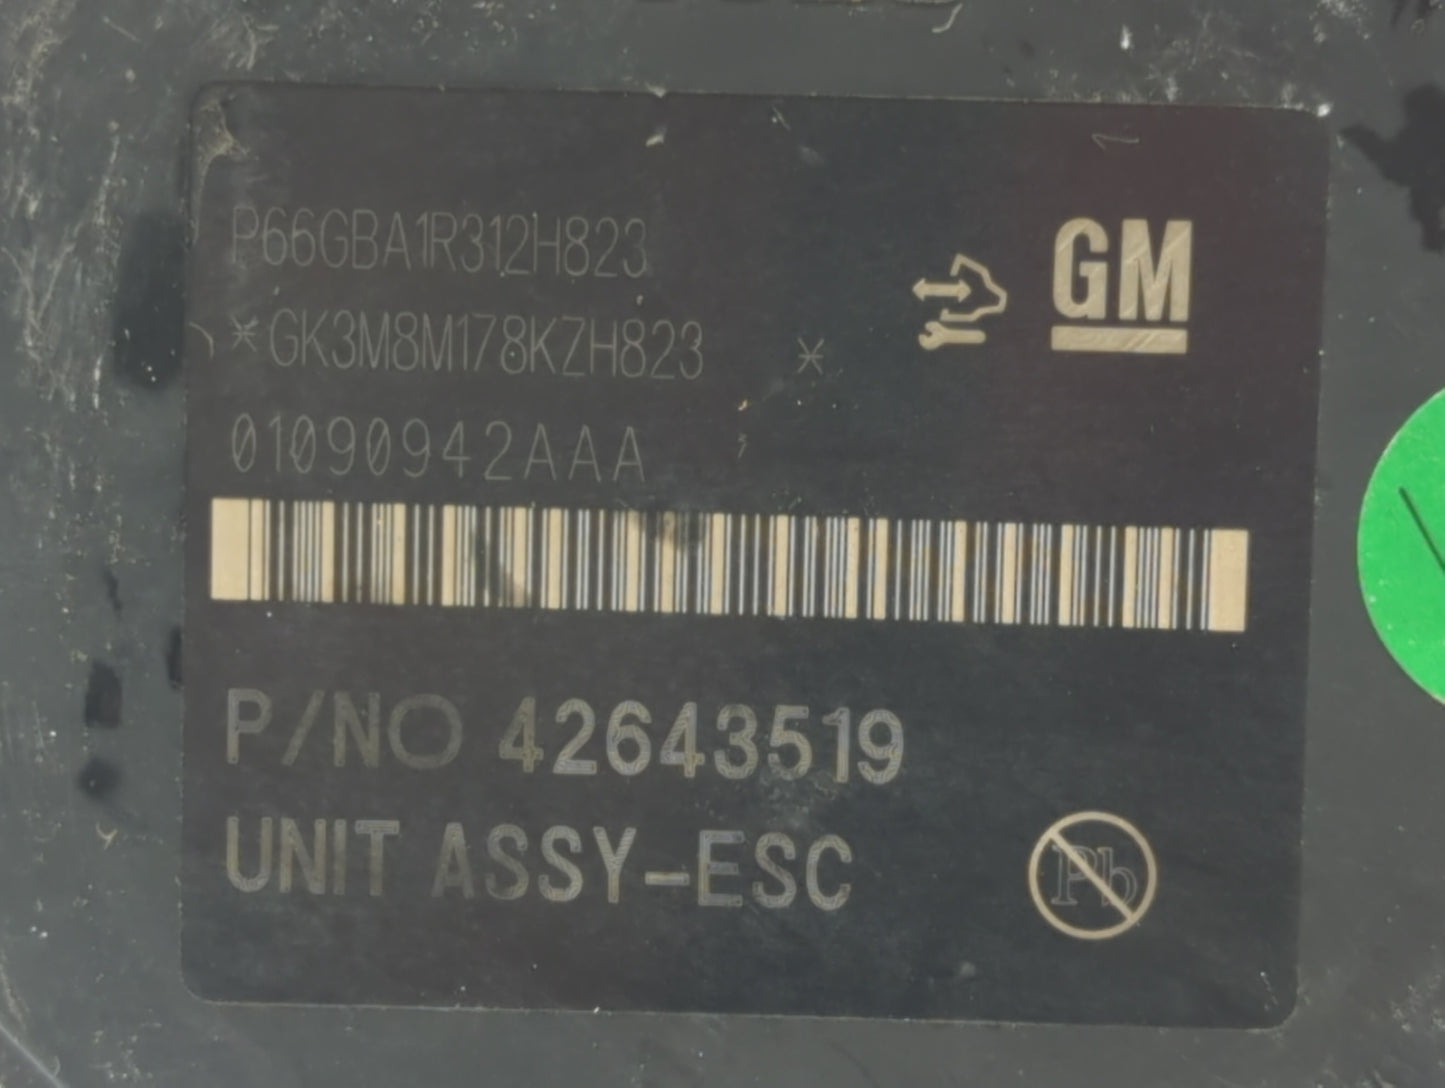 P66GBA1R312H823
*GK3M8M178KZH823 *
GM
01090942AAA
P/NO 42643519
UNIT ASSY-ESC
Pb